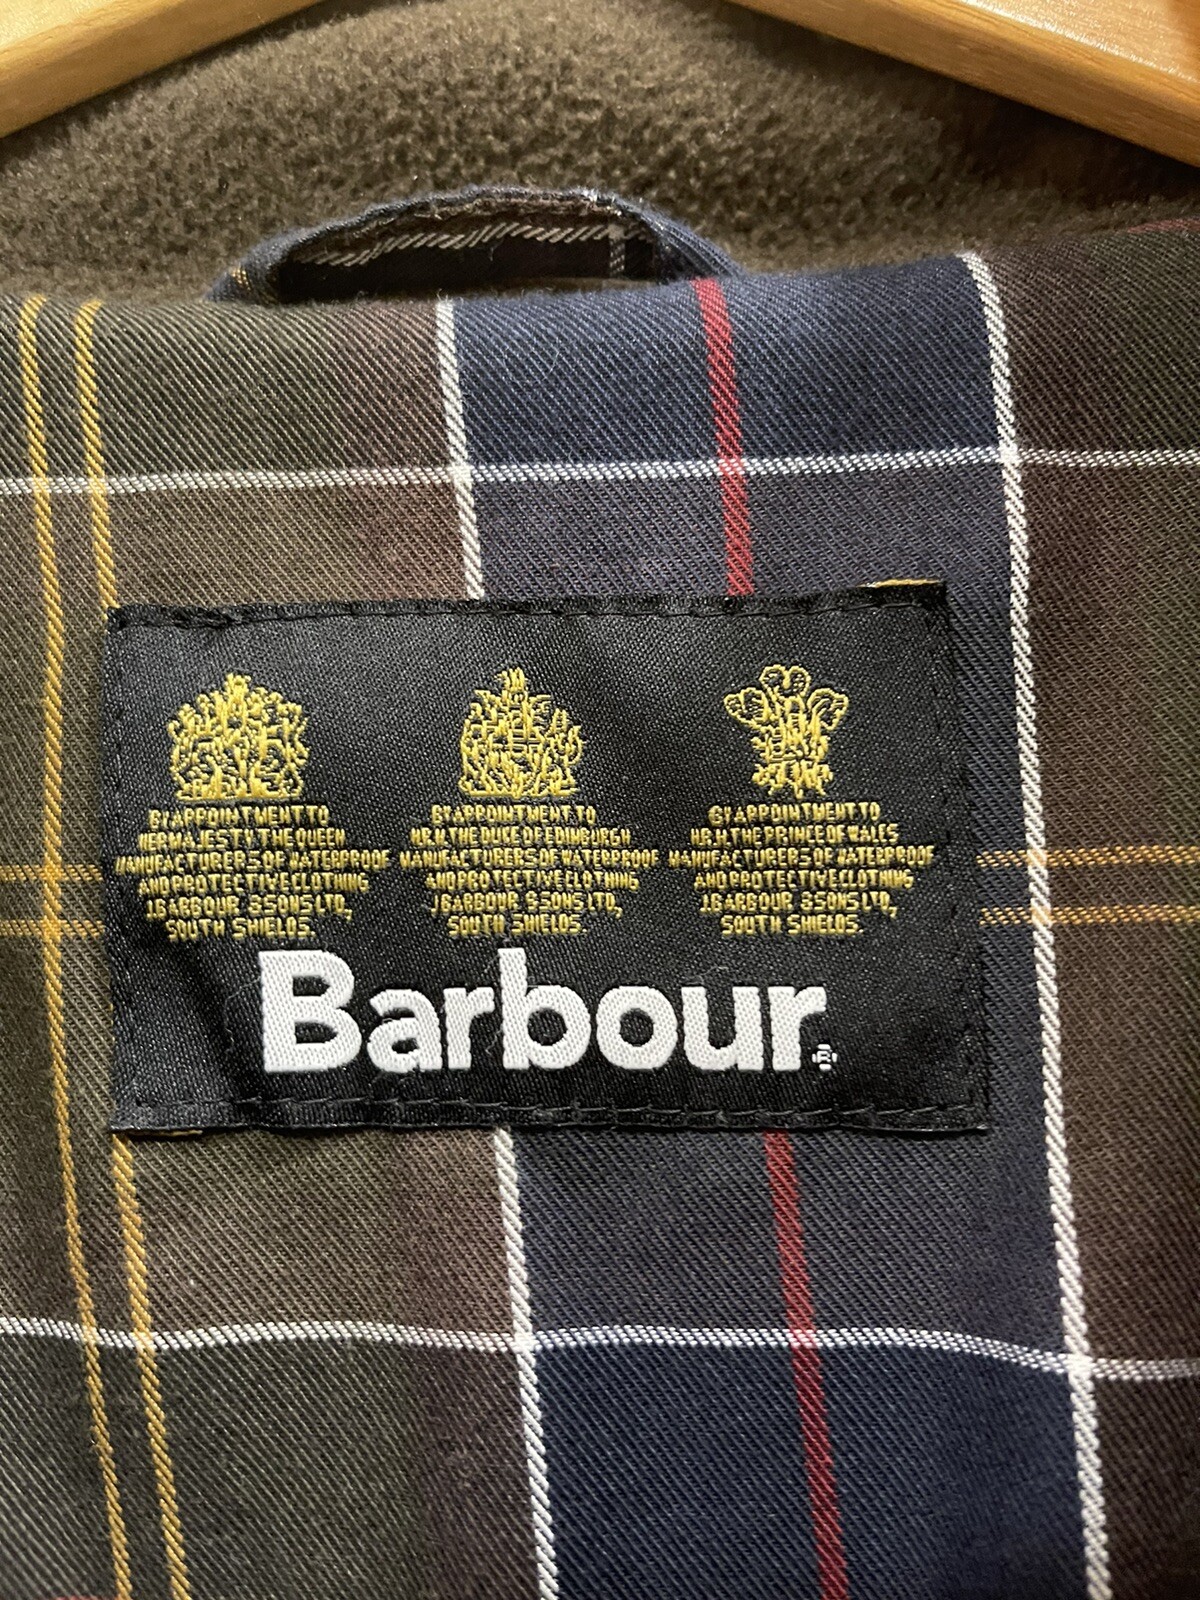 BY APPOINTMENT TO
HER MAJESTY THE QUEEN
MANUFACTURERS OF WATERPROOF
AND PROTECTIVE CLOTHING
J.BARBOUR & SONS LTD,
SOUTH SHIELDS.
BY APPOINTMENT TO
H.R.H. THE DUKE OF EDINBURGH
MANUFACTURERS OF WATERPROOF
AND PROTECTIVE CLOTHING
J.BARBOUR & SONS LTD,
SOUTH SHIELDS.
BY APPOINTMENT TO
H.R.H. THE PRINCE OF WALES
MANUFACTURERS OF WATERPROOF
AND PROTECTIVE CLOTHING
J.BARBOUR & SONS LTD,
SOUTH SHIELDS.
Barbour®